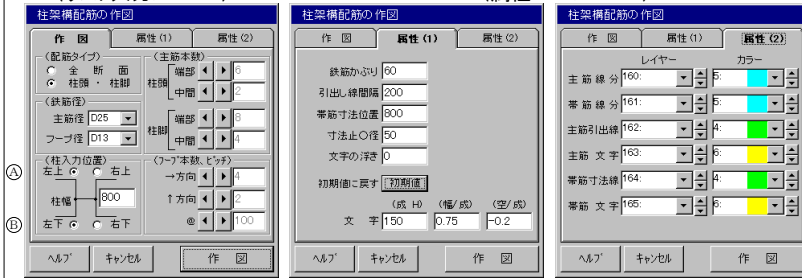 柱架構配筋の作図
作 図
属性(1)
属性(2)
(配筋タイプ)
全 断 面
柱頭 ・ 柱脚
(鉄筋径)
主筋径 D25
フープ径 D13
(柱入力位置)
Ⓐ 左上 右上
柱幅 800
Ⓑ 左下 右下
(主筋本数)
柱頭
端部 6
中間 2
柱脚
端部 8
中間 4
(フープ本数、ピッチ)
→方向 4
↑方向 2
@ 100
ヘルプ キャンセル 作 図
柱架構配筋の作図
作 図
属性(1)
属性(2)
鉄筋かぶり 60
引出し線間隔 200
帯筋寸法位置 800
寸法止○径 50
文字の浮き 0
初期値に戻す 初期値
(成 H) (幅/成) (空/成)
文 字 150 0.75 -0.2
ヘルプ キャンセル 作 図
柱架構配筋の作図
作 図
属性(1)
属性(2)
レイヤー カラー
主 筋 線 分 160: 5:
帯 筋 線 分 161: 5:
主筋引出線 162: 4:
主筋 文字 163: 6:
帯筋寸法線 164: 4:
帯筋 文字 165: 6:
ヘルプ キャンセル 作 図